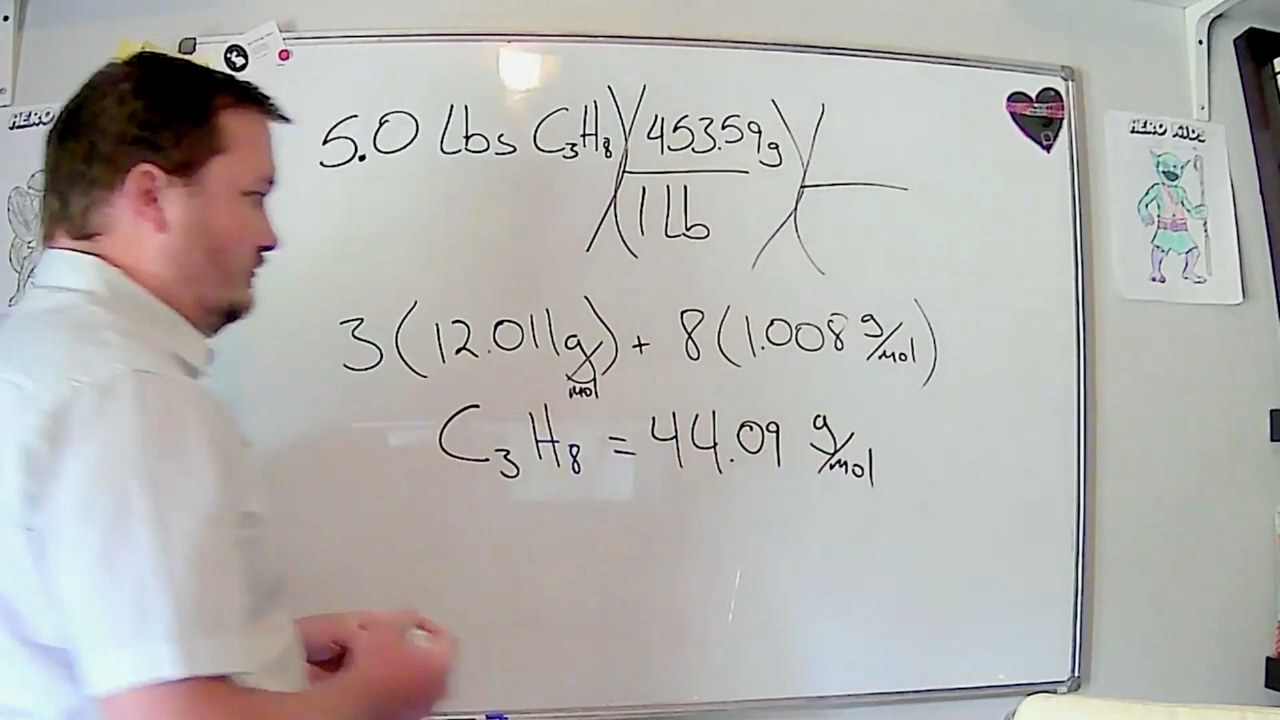 HERO
HERO KIDS
5.0 Lbs C₃H₈ 453.59g
1 Lb
3 (12.011 g/mol) + 8 (1.008 g/mol)
C₃H₈ = 44.09 g/mol